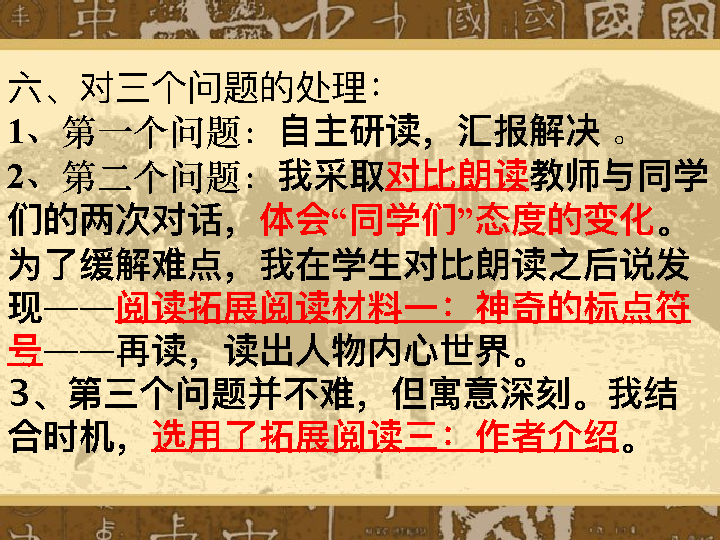 六、对三个问题的处理：
1、第一个问题：自主研读，汇报解决 。
2、第二个问题：我采取对比朗读教师与同学
们的两次对话，体会“同学们”态度的变化。
为了缓解难点，我在学生对比朗读之后说发
现——阅读拓展阅读材料一：神奇的标点符
号——再读，读出人物内心世界。
３、第三个问题并不难，但寓意深刻。我结
合时机，选用了拓展阅读三：作者介绍。